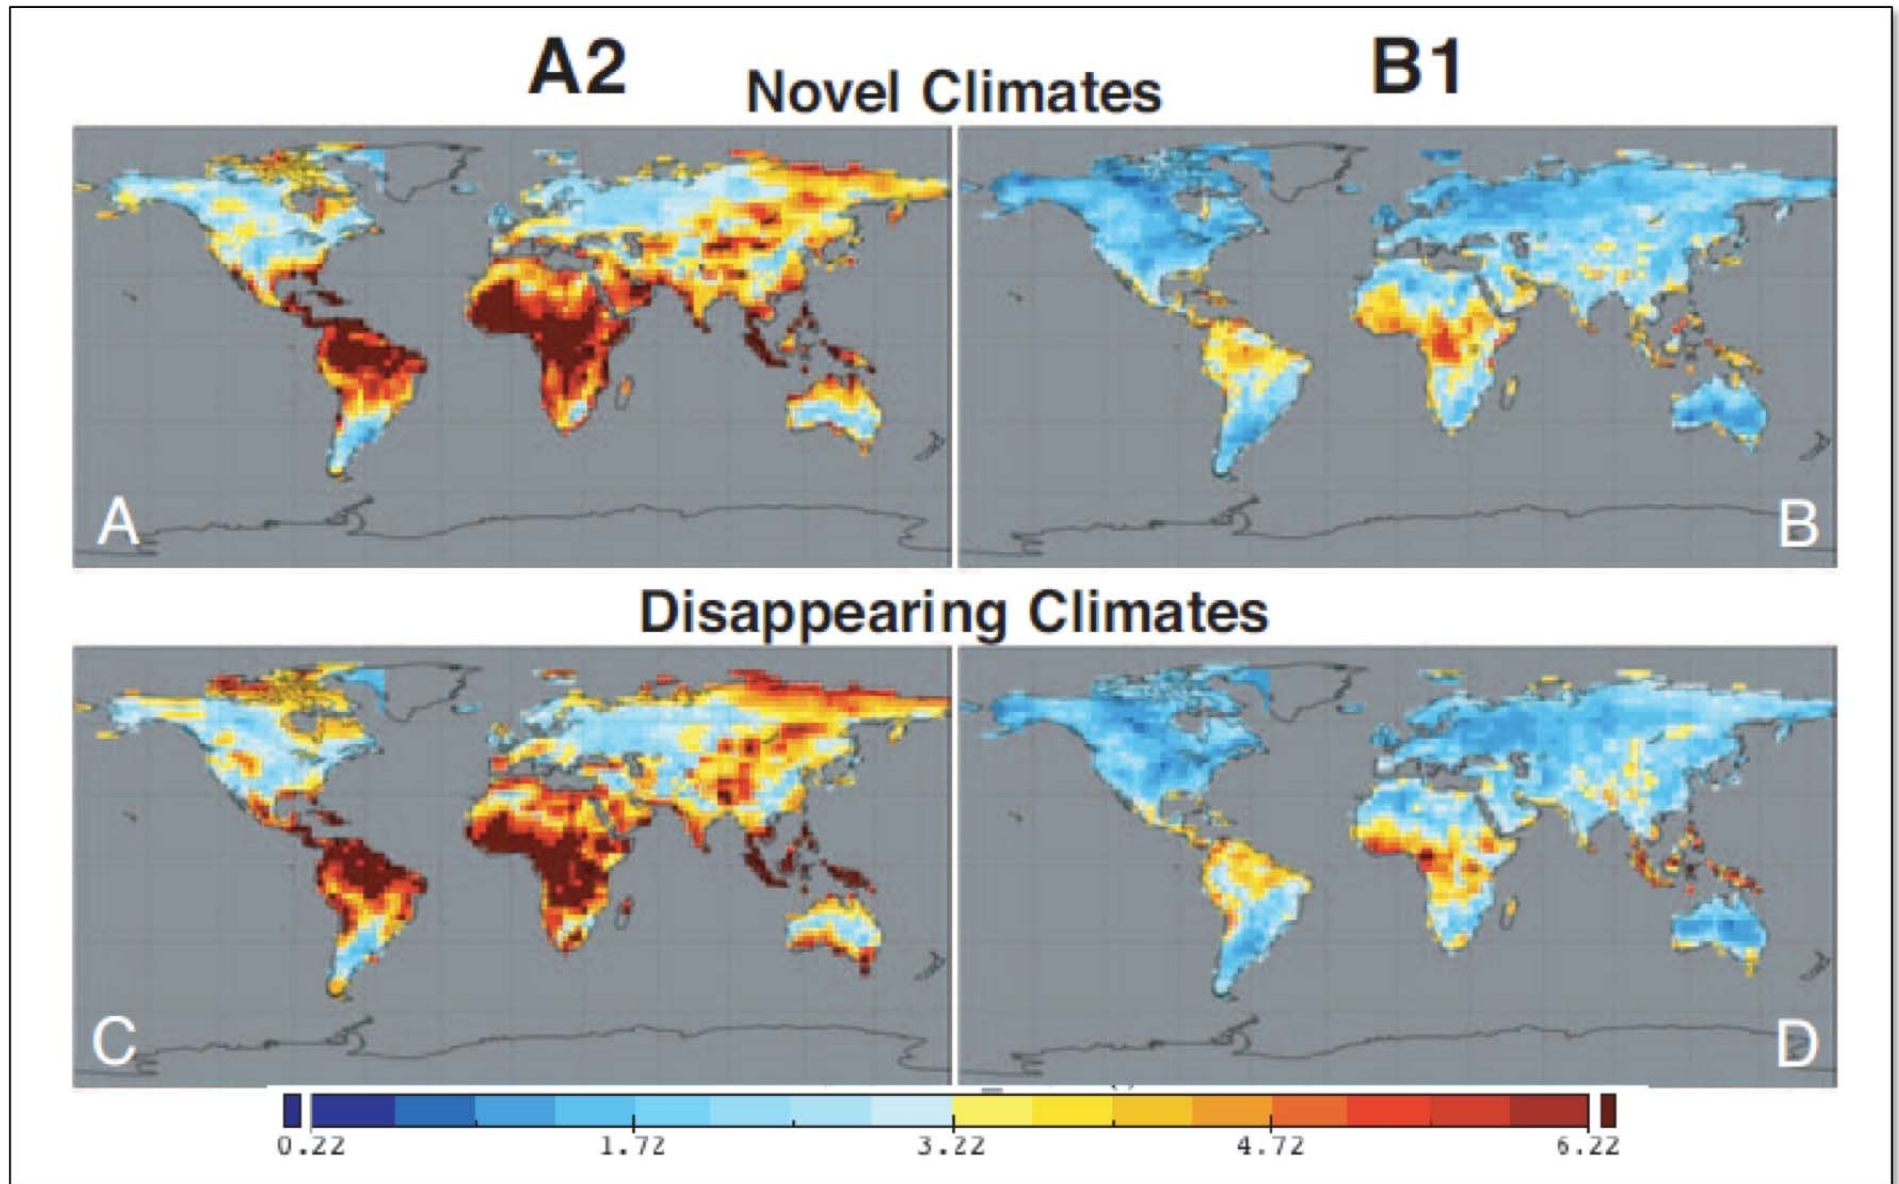 A2
B1
Novel Climates
A
B
Disappearing Climates
C
D
0.22 1.72 3.22 4.72 6.22